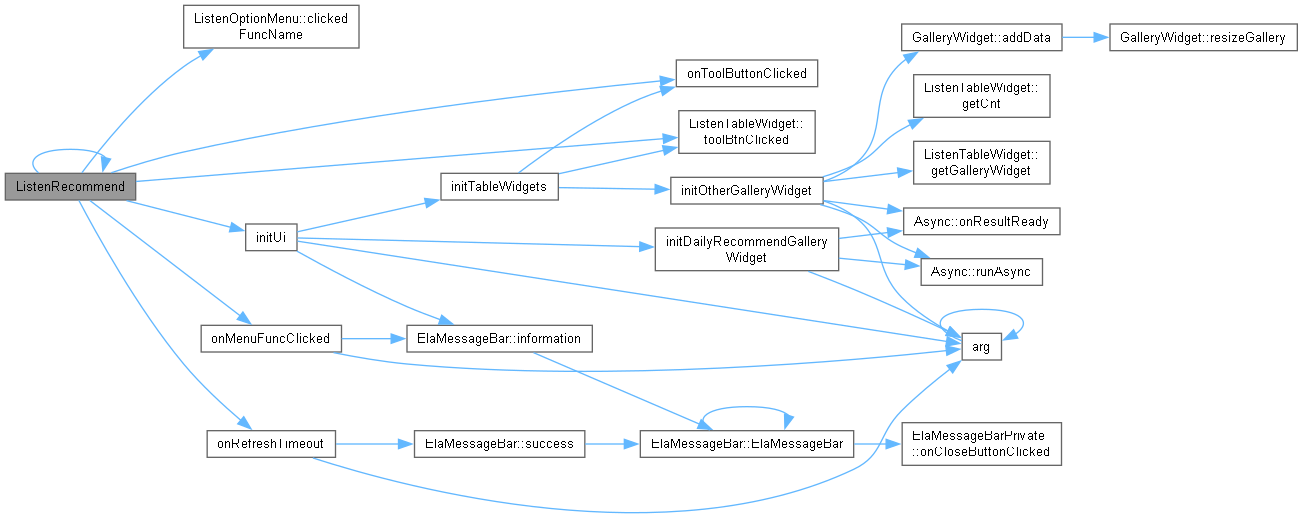 ListenOptionMenu::clicked
FuncName
GalleryWidget::addData
GalleryWidget::resizeGallery
onToolButtonClicked
ListenTableWidget::
getCnt
ListenTableWidget::
toolBtnClicked
ListenTableWidget::
getGalleryWidget
ListenRecommend
initTableWidgets
initOtherGalleryWidget
Async::onResultReady
initUi
initDailyRecommendGallery
Widget
Async::runAsync
onMenuFuncClicked
ElaMessageBar::information
arg
onRefreshTimeout
ElaMessageBar::success
ElaMessageBar::ElaMessageBar
ElaMessageBarPrivate
::onCloseButtonClicked